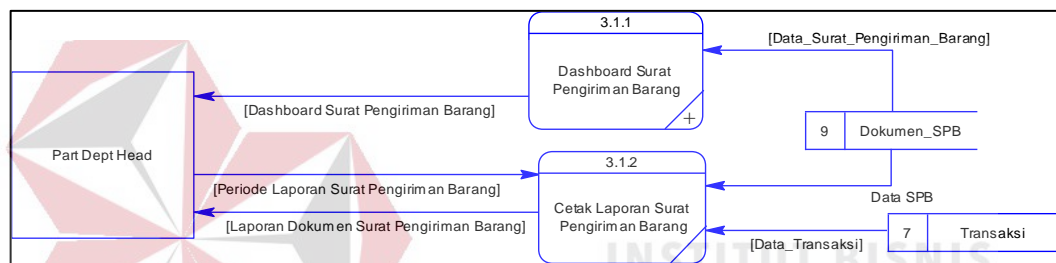 3.1.1
[Data_Surat_Pengiriman_Barang]
Dashboard Surat
Pengiriman Barang
[Dashboard Surat Pengiriman Barang]
+
9 Dokumen_SPB
Part Dept Head
3.1.2
[Periode Laporan Surat Pengiriman Barang]
Data SPB
Cetak Laporan Surat
Pengiriman Barang
[Laporan Dokumen Surat Pengiriman Barang]
7 Transaksi
[Data_Transaksi]
INSTITUT BISNIS